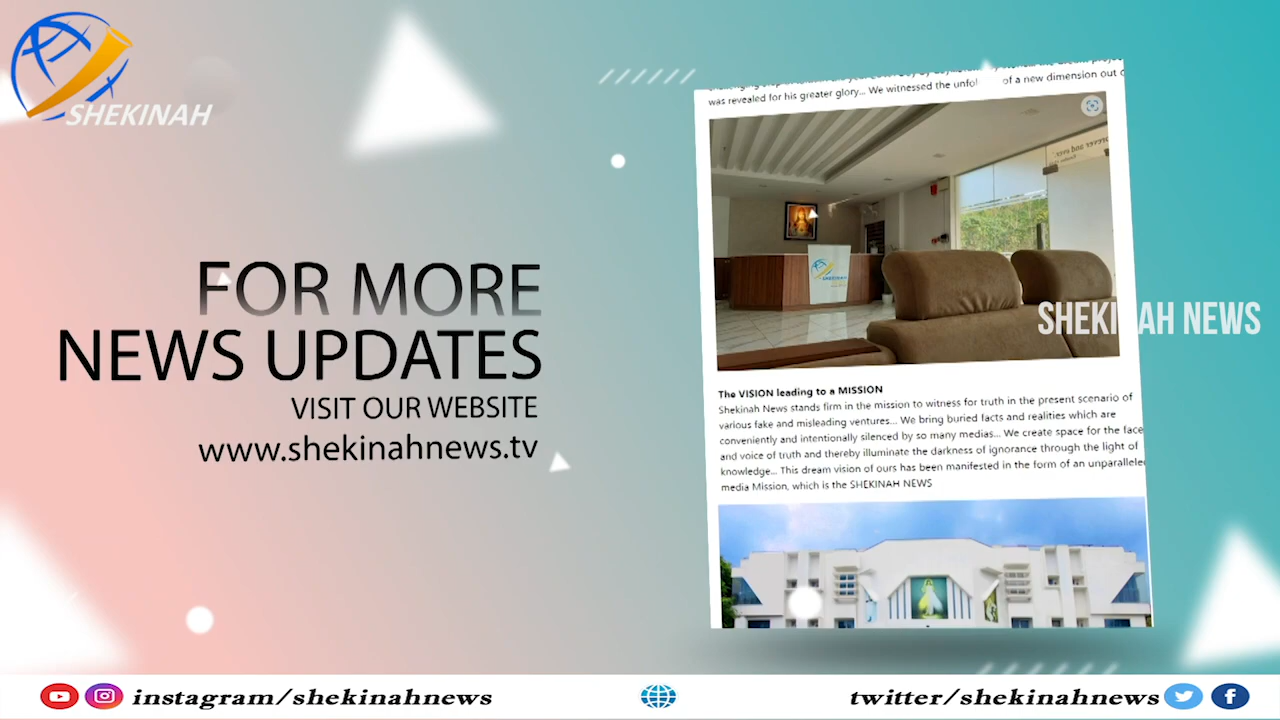 SHEKINAH
FOR MORE
NEWS UPDATES
VISIT OUR WEBSITE
www.shekinahnews.tv
was revealed for his greater glory... We witnessed the unfol of a new dimension out
SHEKINAH
SHEKINAH NEWS
The VISION leading to a MISSION
Shekinah News stands firm in the mission to witness for truth in the present scenario of
various fake and misleading ventures... We bring buried facts and realities which are
conveniently and intentionally silenced by so many medias... We create space for the face
and voice of truth and thereby illuminate the darkness of ignorance through the light of
knowledge... This dream vision of ours has been manifested in the form of an unparallele
media Mission, which is the SHEKINAH NEWS
instagram/shekinahnews
twitter/shekinahnews